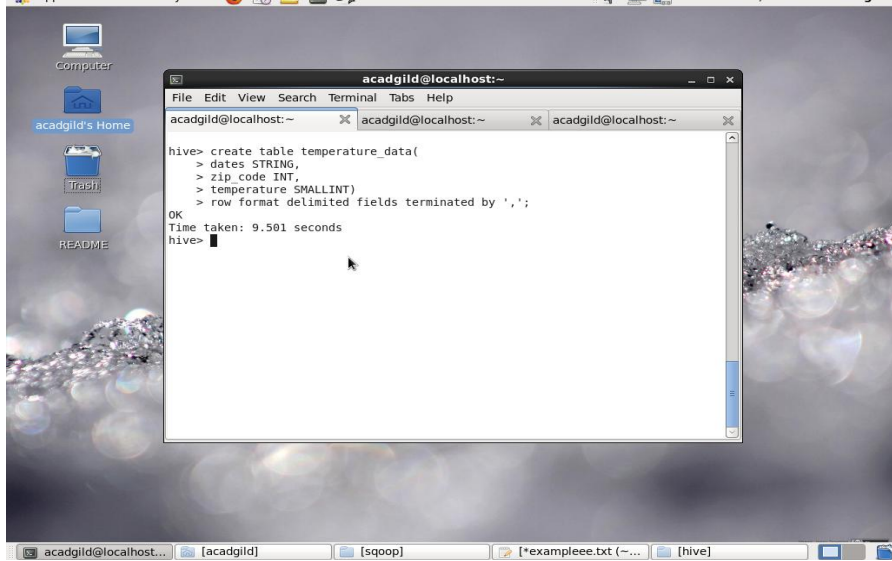 Computer
acadgild's Home
Trash
README
acadgild@localhost:~
File Edit View Search Terminal Tabs Help
acadgild@localhost:~ acadgild@localhost:~ acadgild@localhost:~
hive> create table temperature_data(
> dates STRING,
> zip_code INT,
> temperature SMALLINT)
> row format delimited fields terminated by ',';
OK
Time taken: 9.501 seconds
hive>
acadgild@localhost... [acadgild] [sqoop] [*exampleee.txt (~... [hive]